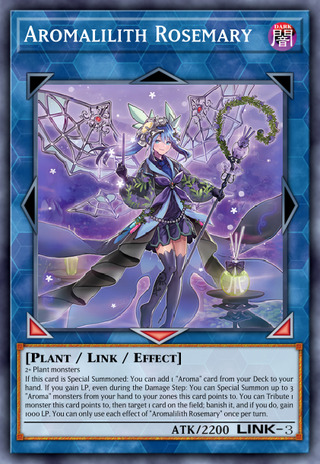 Aromalilith Rosemary
DARK
闇
[Plant / Link / Effect]
2+ Plant monsters
If this card is Special Summoned: You can add 1 "Aroma" card from your Deck to your
hand. If you gain LP, even during the Damage Step: You can Special Summon up to 3
"Aroma" monsters from your hand to your zones this card points to. You can Tribute 1
monster this card points to, then target 1 card on the field; banish it, and if you do, gain
1000 LP. You can only use each effect of "Aromalilith Rosemary" once per turn.
ATK/2200 LINK-3